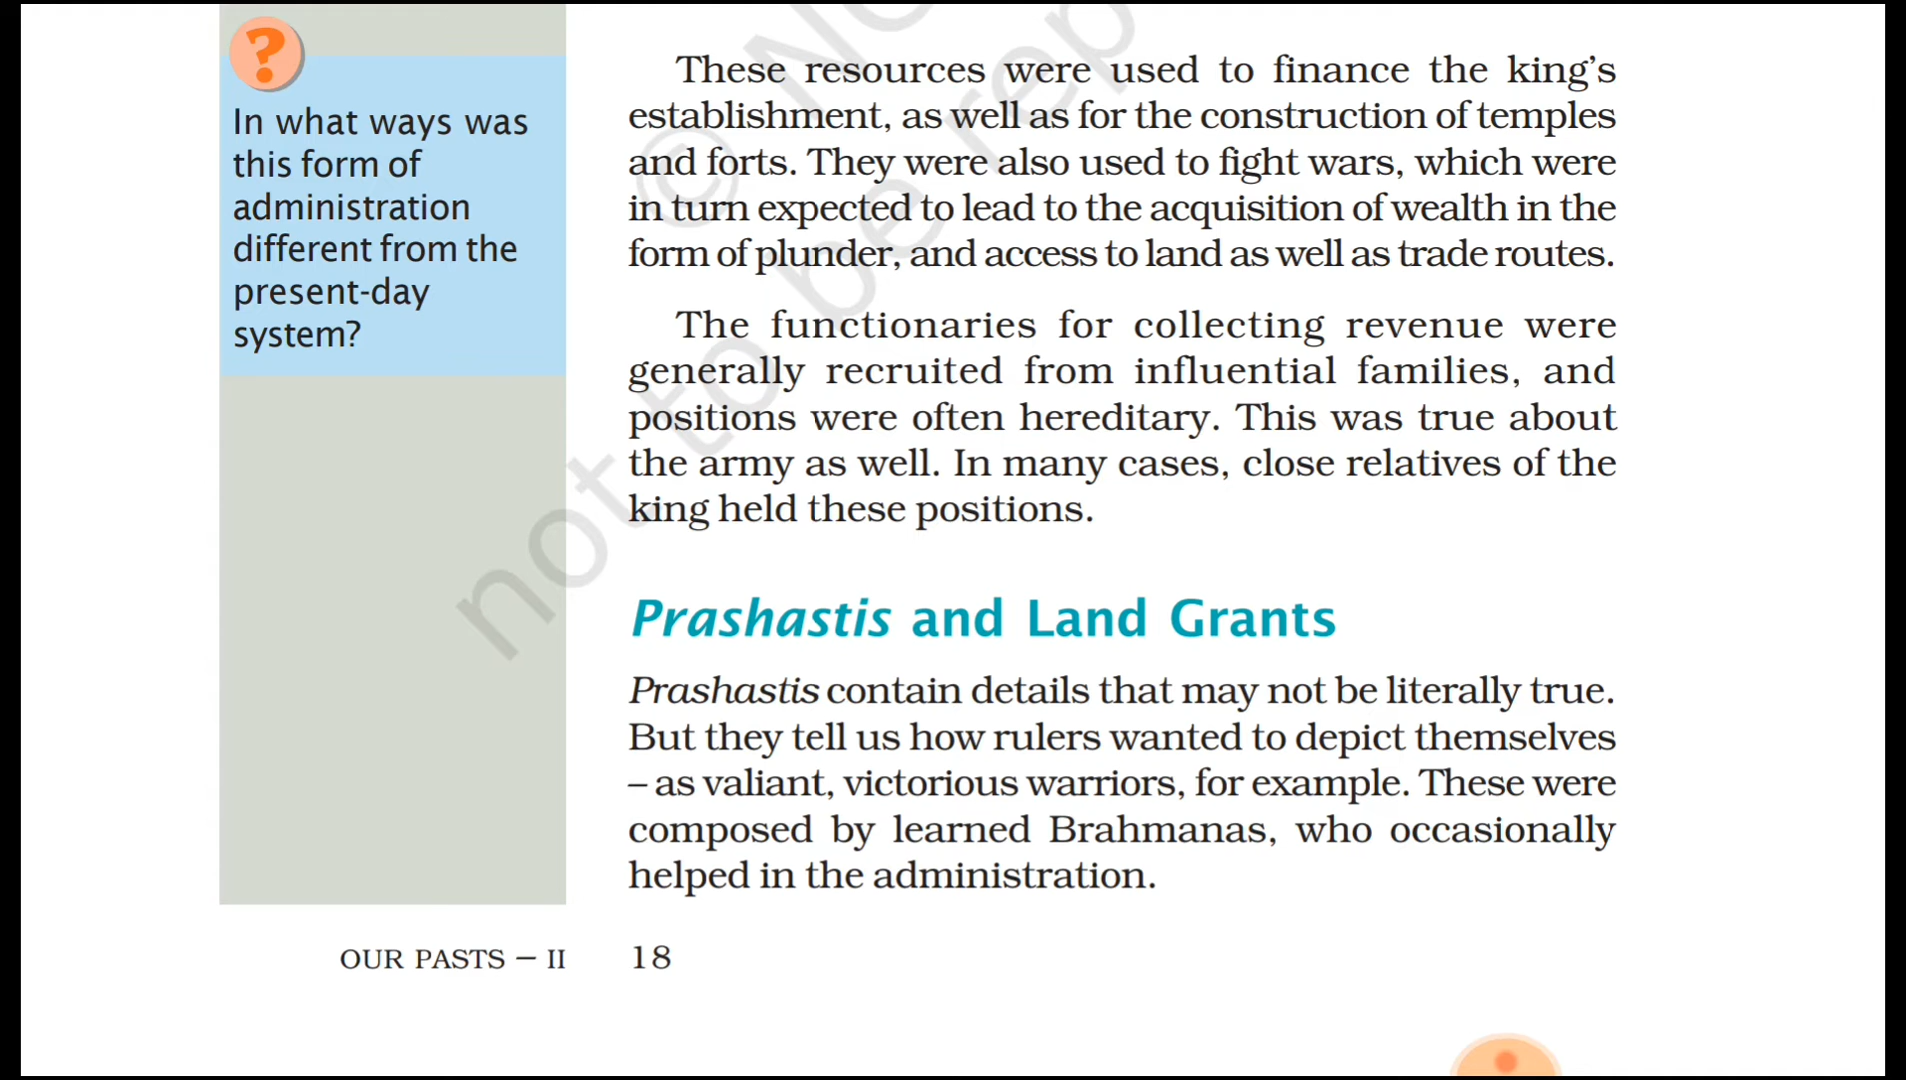 ?
In what ways was
this form of
administration
different from the
present-day
system?
These resources were used to finance the king’s
establishment, as well as for the construction of temples
and forts. They were also used to fight wars, which were
in turn expected to lead to the acquisition of wealth in the
form of plunder, and access to land as well as trade routes.
The functionaries for collecting revenue were
generally recruited from influential families, and
positions were often hereditary. This was true about
the army as well. In many cases, close relatives of the
king held these positions.
Prashastis and Land Grants
Prashastis contain details that may not be literally true.
But they tell us how rulers wanted to depict themselves
– as valiant, victorious warriors, for example. These were
composed by learned Brahmanas, who occasionally
helped in the administration.
OUR PASTS – II 18
©
not to be